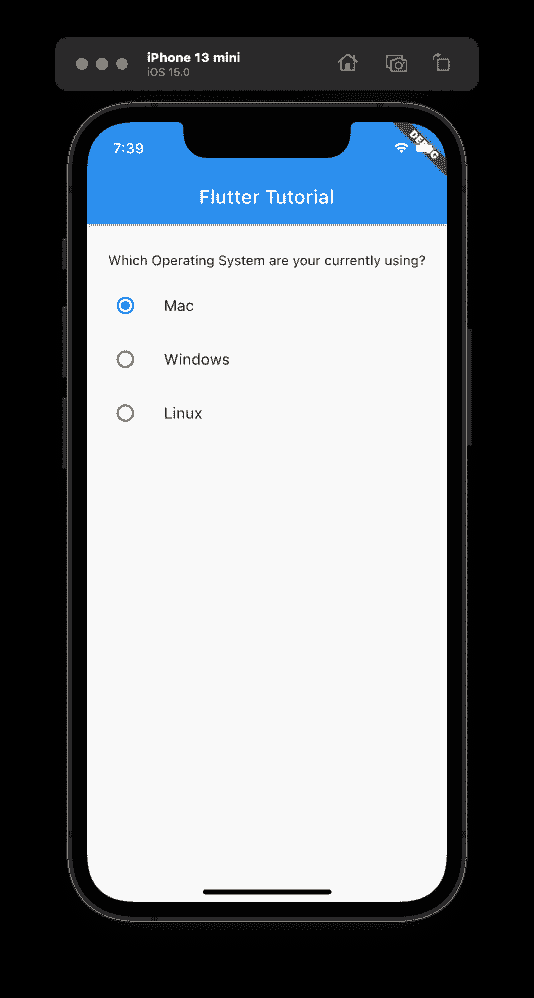 iPhone 13 mini
iOS 15.0
7:39
DEBUG
Flutter Tutorial
Which Operating System are your currently using?
Mac
Windows
Linux